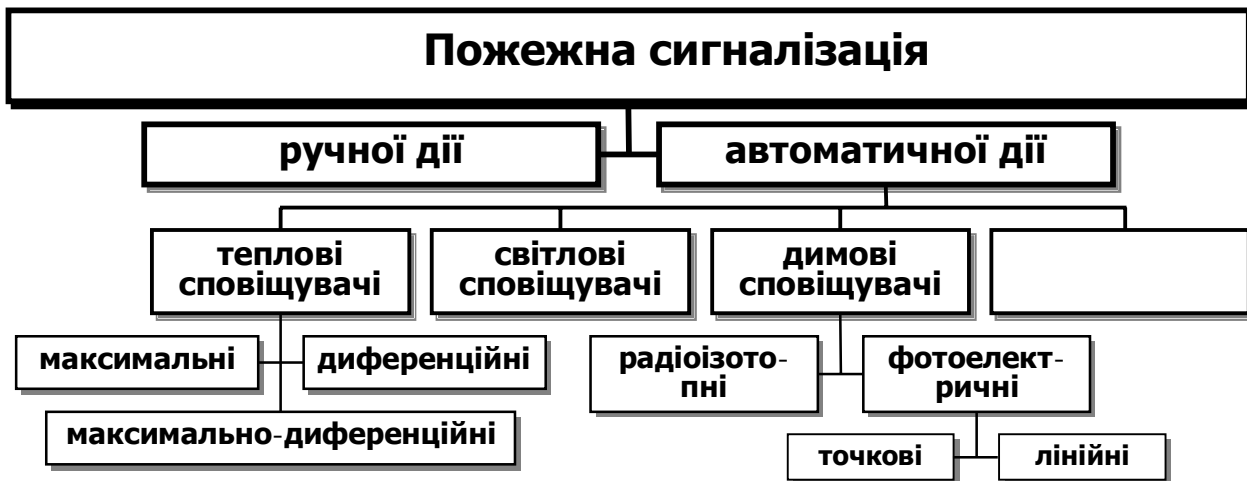 Пожежна сигналізація
ручної дії
автоматичної дії
теплові
сповіщувачі
світлові
сповіщувачі
димові
сповіщувачі
максимальні
диференційні
радіоізото-
пні
фотоелект-
ричні
максимально-диференційні
точкові
лінійні